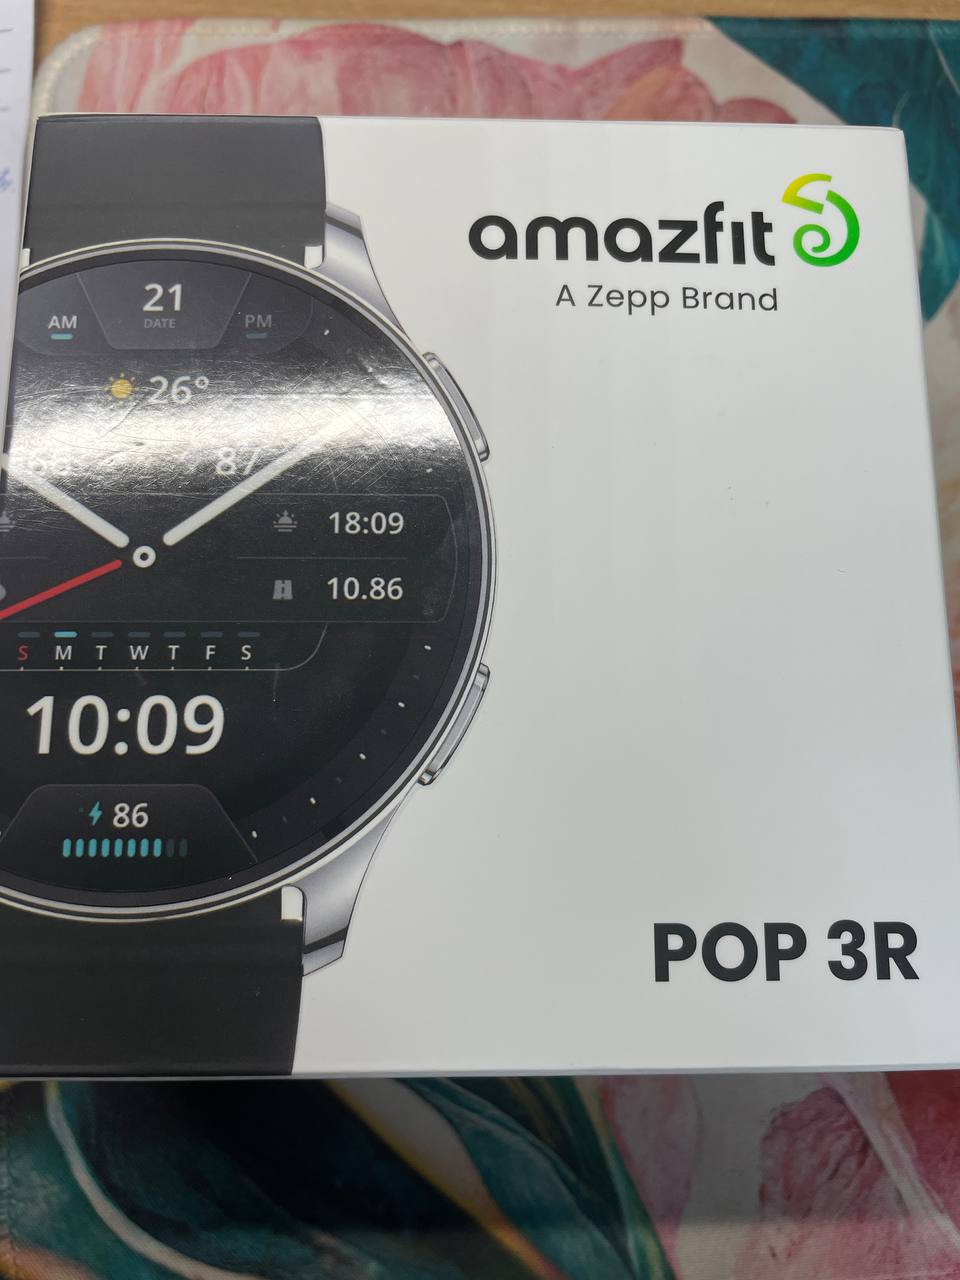 amazfit
A Zepp Brand
21
DATE
AM
PM
26°
87
18:09
10.86
S M T W T F S
10:09
86
POP 3R